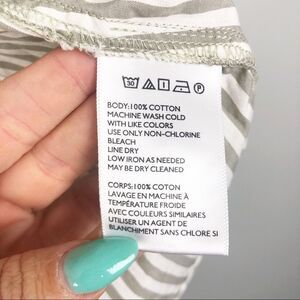 30 P
BODY:100% COTTON
MACHINE WASH COLD
WITH LIKE COLORS
USE ONLY NON-CHLORINE
BLEACH
LINE DRY
LOW IRON AS NEEDED
MAY BE DRY CLEANED
CORPS:100% COTON
LAVAGE EN MACHINE À
TEMPÉRATURE FROIDE
AVEC COULEURS SIMILAIRES
UTILISER UN AGENT DE
BLANCHIMENT SANS CHLORE SI